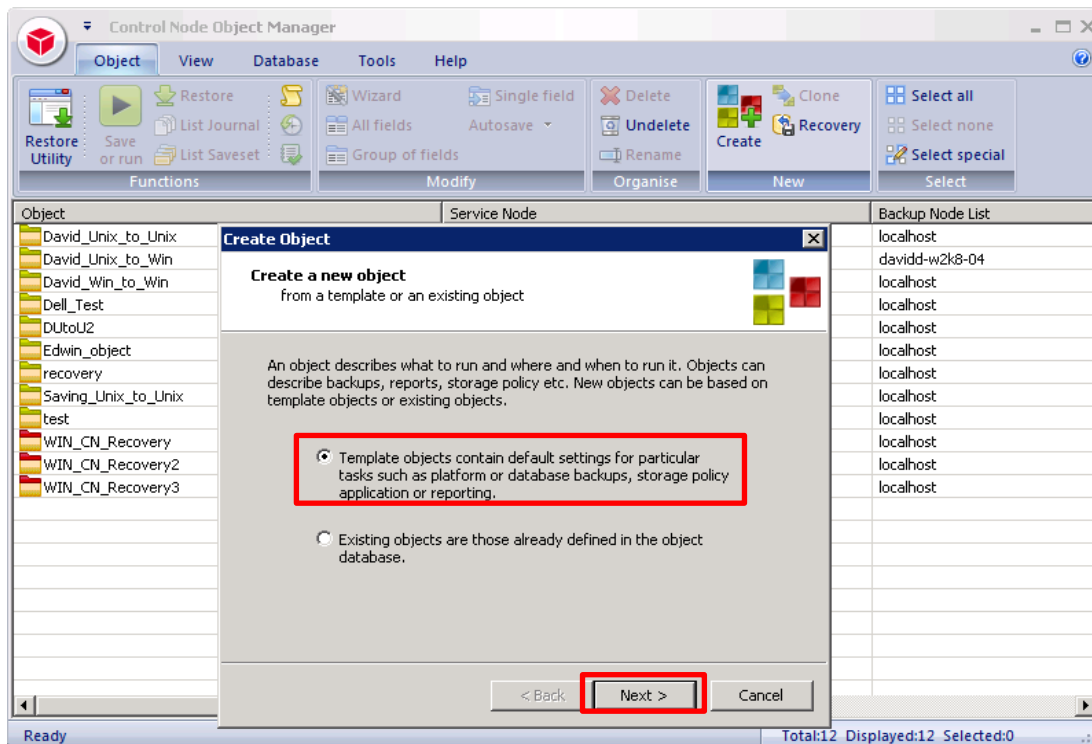 Control Node Object Manager
Object View Database Tools Help
Restore Utility
Save or run
Restore
List Journal
List Saveset
Functions
Wizard
All fields
Group of fields
Single field
Autosave
Modify
Delete
Undelete
Rename
Organise
Create
Clone
Recovery
New
Select all
Select none
Select special
Select
Object Service Node Backup Node List
David_Unix_to_Unix localhost
David_Unix_to_Win davidd-w2k8-04
David_Win_to_Win localhost
Dell_Test localhost
DUtoU2 localhost
Edwin_object localhost
recovery localhost
Saving_Unix_to_Unix localhost
test localhost
WIN_CN_Recovery localhost
WIN_CN_Recovery2 localhost
WIN_CN_Recovery3 localhost
Create Object
Create a new object
from a template or an existing object
An object describes what to run and where and when to run it. Objects can
describe backups, reports, storage policy etc. New objects can be based on
template objects or existing objects.
Template objects contain default settings for particular
tasks such as platform or database backups, storage policy
application or reporting.
Existing objects are those already defined in the object
database.
< Back Next > Cancel
Ready Total:12 Displayed:12 Selected:0